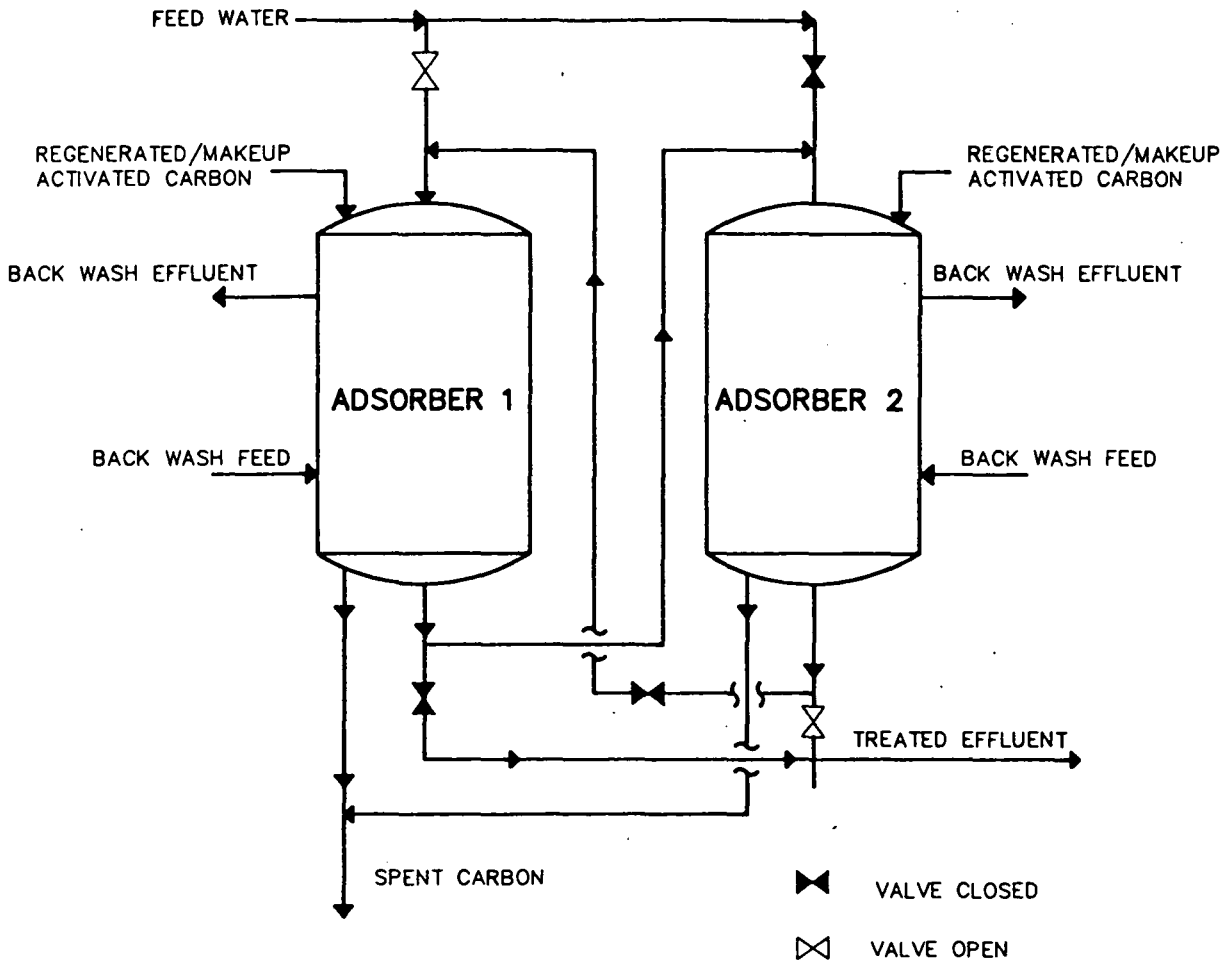 FEED WATER
REGENERATED/MAKEUP
ACTIVATED CARBON
REGENERATED/MAKEUP
ACTIVATED CARBON
BACK WASH EFFLUENT
BACK WASH EFFLUENT
ADSORBER 1
ADSORBER 2
BACK WASH FEED
BACK WASH FEED
TREATED EFFLUENT
SPENT CARBON
VALVE CLOSED
VALVE OPEN